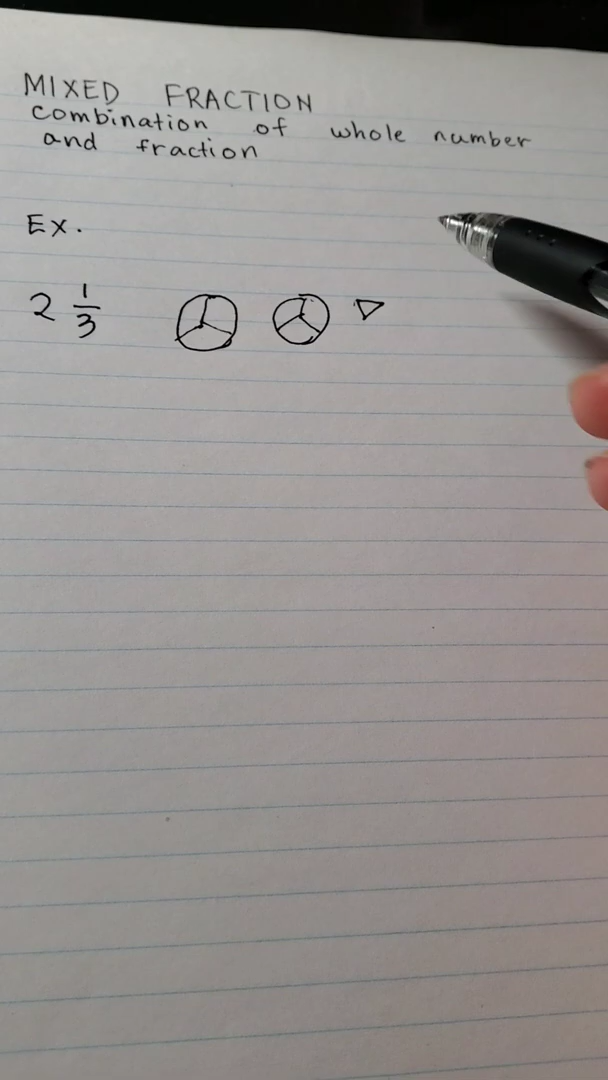 MIXED FRACTION
combination of whole number
and fraction
Ex.
2 1/3